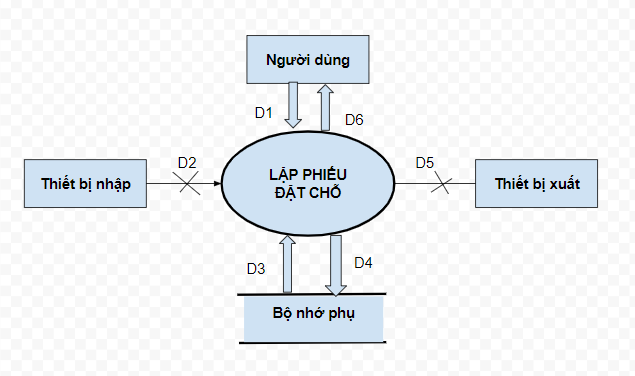 Người dùng
D1
D6
D2
D5
Thiết bị nhập
LẬP PHIẾU
ĐẶT CHỖ
Thiết bị xuất
D3
D4
Bộ nhớ phụ